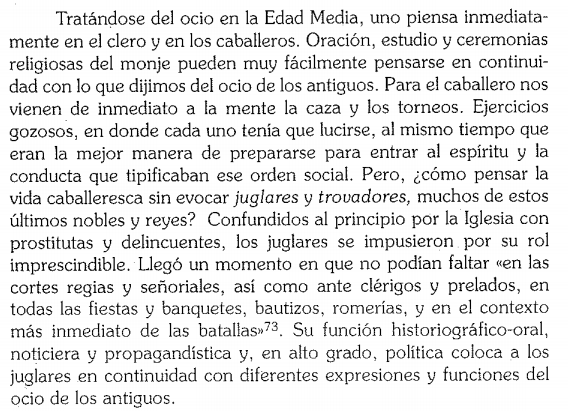 Tratándose del ocio en la Edad Media, uno piensa inmediata-
mente en el clero y en los caballeros. Oración, estudio y ceremonias
religiosas del monje pueden muy fácilmente pensarse en continui-
dad con lo que dijimos del ocio de los antiguos. Para el caballero nos
vienen de inmediato a la mente la caza y los torneos. Ejercicios
gozosos, en donde cada uno tenía que lucirse, al mismo tiempo que
eran la mejor manera de prepararse para entrar al espíritu y la
conducta que tipificaban ese orden social. Pero, ¿cómo pensar la
vida caballeresca sin evocar juglares y trovadores, muchos de estos
últimos nobles y reyes? Confundidos al principio por la Iglesia con
prostitutas y delincuentes, los juglares se impusieron por su rol
imprescindible. Llegó un momento en que no podían faltar «en las
cortes regias y señoriales, así como ante clérigos y prelados, en
todas las fiestas y banquetes, bautizos, romerías, y en el contexto
más inmediato de las batallas»73. Su función historiográfico-oral,
noticiera y propagandística y, en alto grado, política coloca a los
juglares en continuidad con diferentes expresiones y funciones del
ocio de los antiguos.